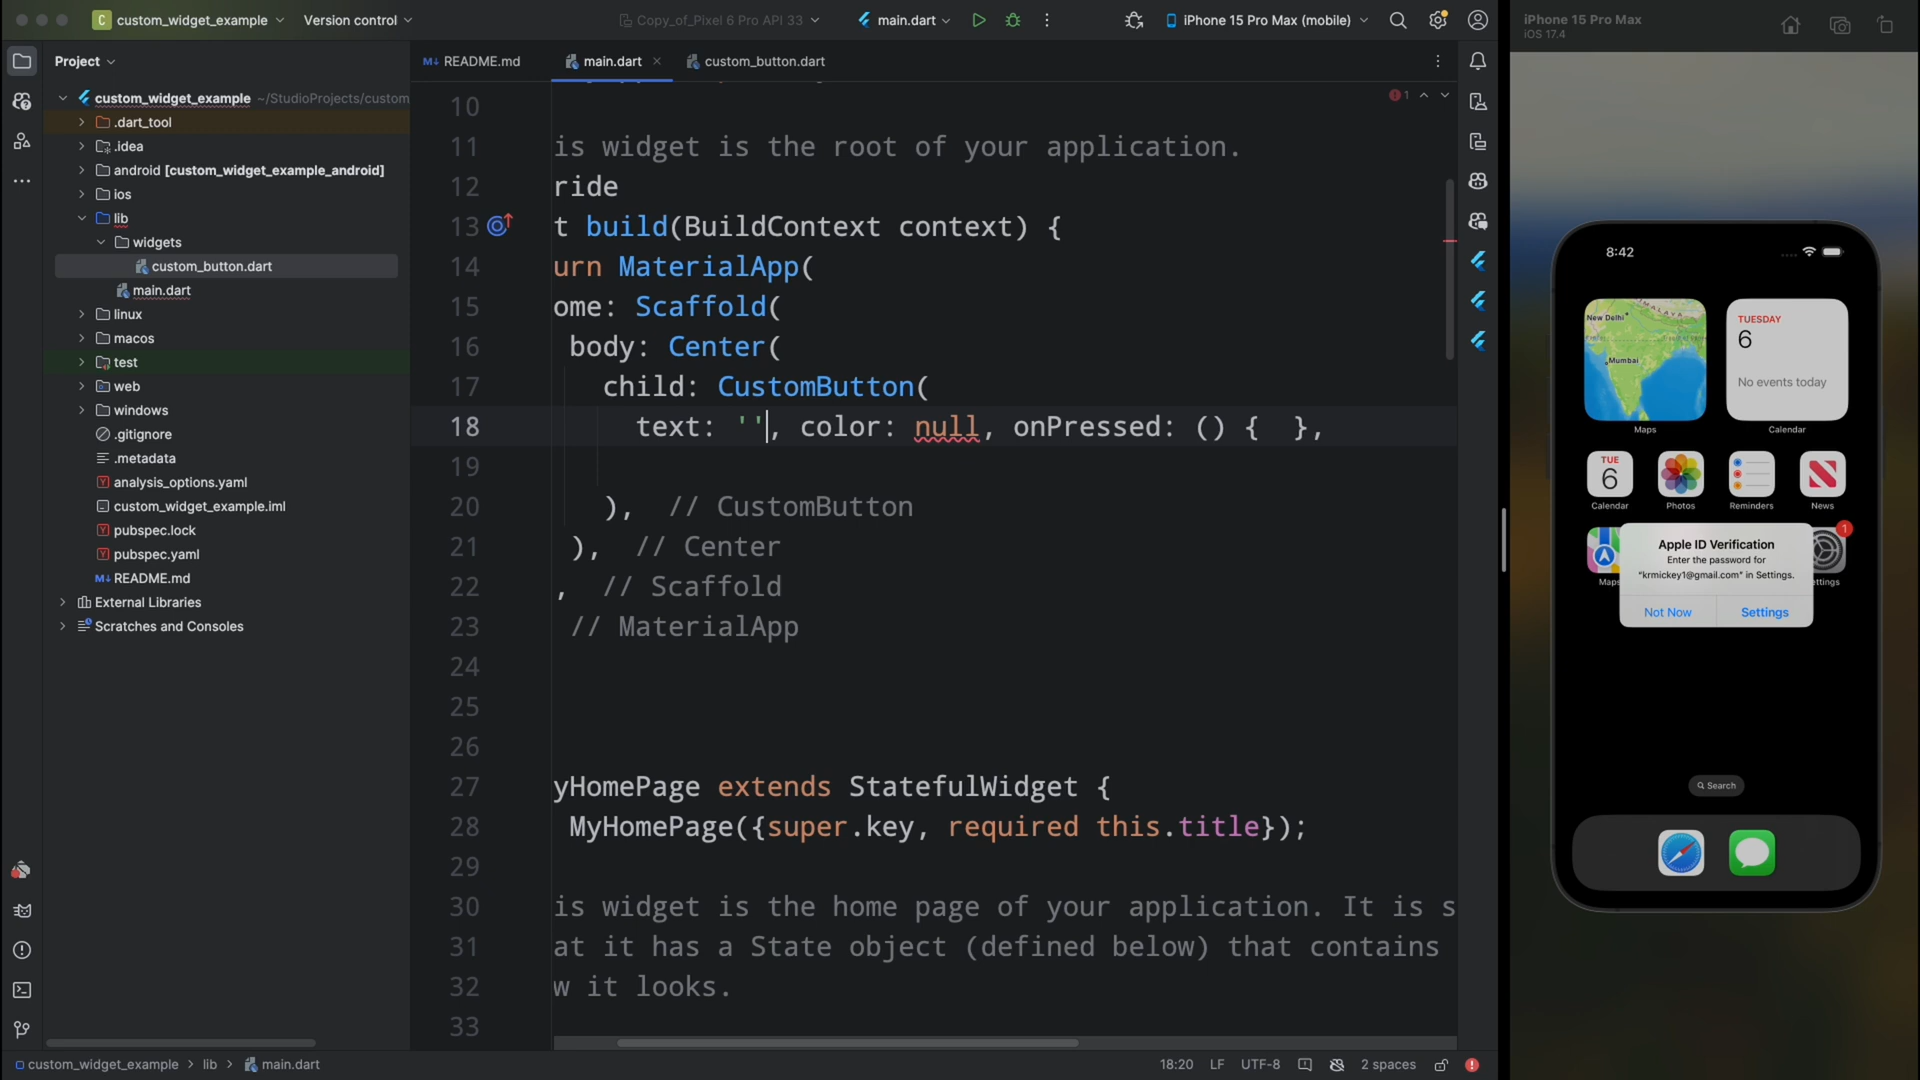 C custom_widget_example
Version control
Copy_of_Pixel 6 Pro API 33
main.dart
iPhone 15 Pro Max (mobile)
iPhone 15 Pro Max
iOS 17.4
Project
README.md
main.dart
custom_button.dart
custom_widget_example ~/StudioProjects/custom
.dart_tool
.idea
android [custom_widget_example_android]
ios
lib
widgets
custom_button.dart
main.dart
linux
macos
test
web
windows
.gitignore
.metadata
analysis_options.yaml
custom_widget_example.iml
pubspec.lock
pubspec.yaml
README.md
External Libraries
Scratches and Consoles
1
10
11 is widget is the root of your application.
12 ride
13 t build(BuildContext context) {
14 urn MaterialApp(
15 ome: Scaffold(
16 body: Center(
17 child: CustomButton(
18 text: '', color: null, onPressed: () {  },
19
20 ),  // CustomButton
21 ),  // Center
22 ,  // Scaffold
23 // MaterialApp
24
25
26
27 yHomePage extends StatefulWidget {
28 MyHomePage({super.key, required this.title});
29
30 is widget is the home page of your application. It is s
31 at it has a State object (defined below) that contains
32 w it looks.
33
8:42
New Delhi
Mumbai
Maps
TUESDAY
6
No events today
Calendar
TUE
6
Calendar
Photos
Reminders
News
1
Maps
ettings
Apple ID Verification
Enter the password for
"krmickey1@gmail.com" in Settings.
Not Now
Settings
Search
custom_widget_example > lib > main.dart
18:20
LF
UTF-8
2 spaces